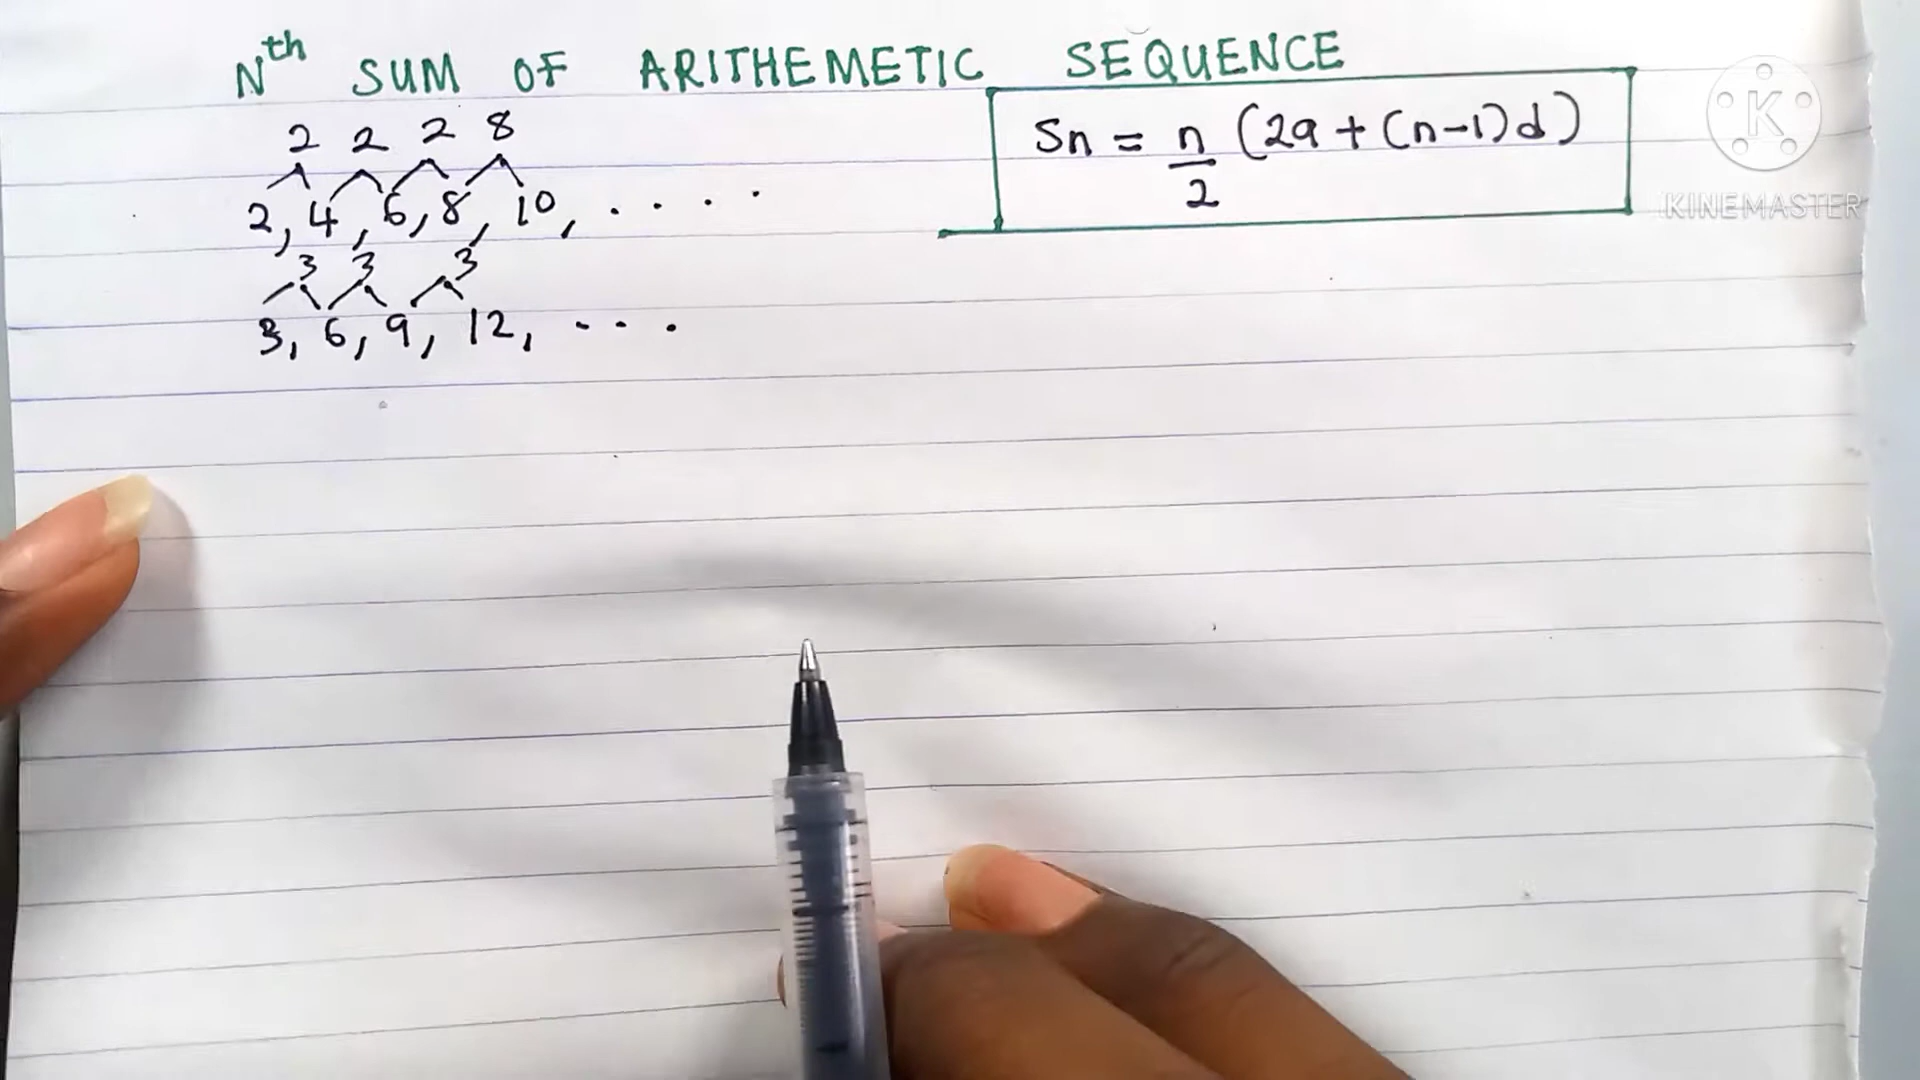 Nth SUM OF ARITHEMETIC SEQUENCE
2 2 2 8
2, 4, 6, 8, 10, . . . .
3 3 3
3, 6, 9, 12, . . .
Sn = n/2 (2a + (n-1)d)
K
KINEMASTER